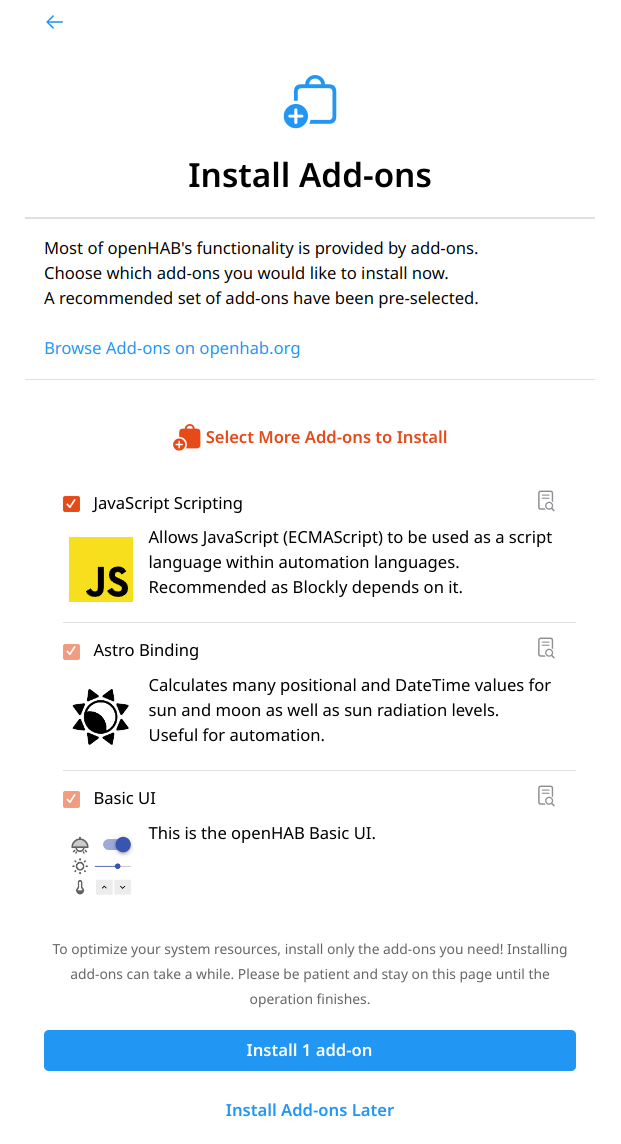 Install Add-ons
Most of openHAB's functionality is provided by add-ons.
Choose which add-ons you would like to install now.
A recommended set of add-ons have been pre-selected.
Browse Add-ons on openhab.org
Select More Add-ons to Install
JavaScript Scripting
JS
Allows JavaScript (ECMAScript) to be used as a script
language within automation languages.
Recommended as Blockly depends on it.
Astro Binding
Calculates many positional and DateTime values for
sun and moon as well as sun radiation levels.
Useful for automation.
Basic UI
This is the openHAB Basic UI.
To optimize your system resources, install only the add-ons you need! Installing
add-ons can take a while. Please be patient and stay on this page until the
operation finishes.
Install 1 add-on
Install Add-ons Later